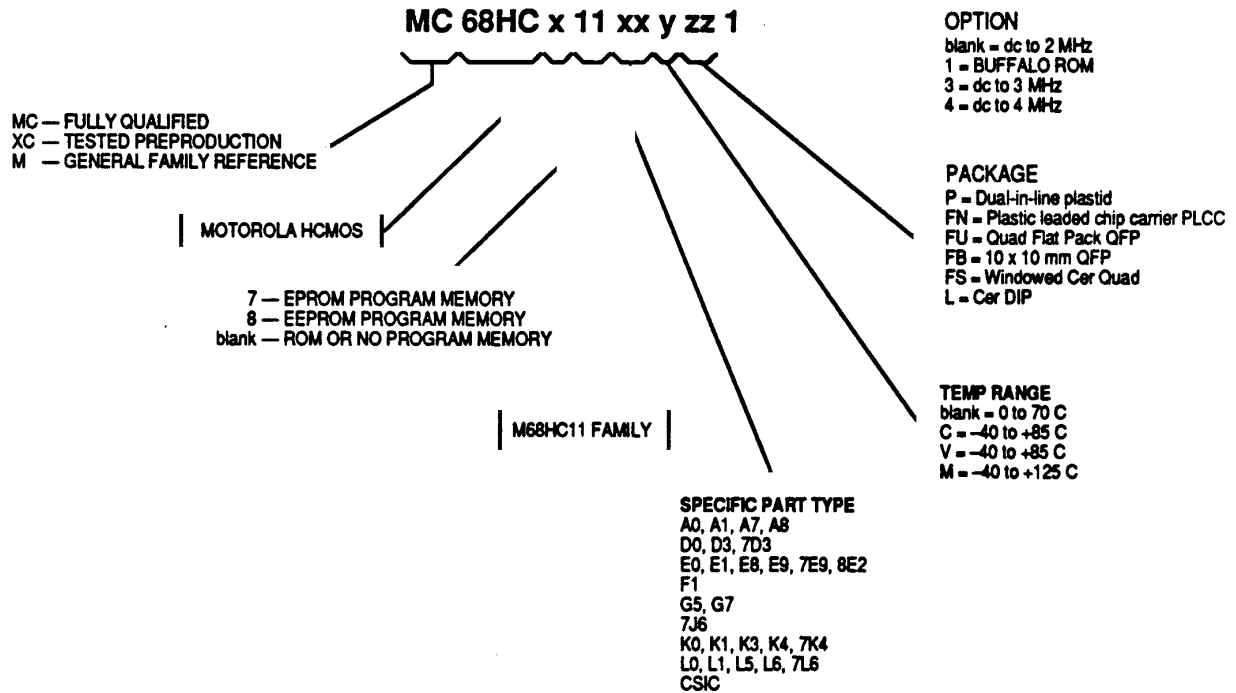 MC 68HC x 11 xx y zz 1
OPTION
blank = dc to 2 MHz
1 = BUFFALO ROM
3 = dc to 3 MHz
4 = dc to 4 MHz
MC — FULLY QUALIFIED
XC — TESTED PREPRODUCTION
M — GENERAL FAMILY REFERENCE
PACKAGE
P = Dual-in-line plastid
FN = Plastic leaded chip carrier PLCC
FU = Quad Flat Pack QFP
FB = 10 x 10 mm QFP
FS = Windowed Cer Quad
L = Cer DIP
MOTOROLA HCMOS
7 — EPROM PROGRAM MEMORY
8 — EEPROM PROGRAM MEMORY
blank — ROM OR NO PROGRAM MEMORY
TEMP RANGE
blank = 0 to 70 C
C = –40 to +85 C
V = –40 to +85 C
M = –40 to +125 C
M68HC11 FAMILY
SPECIFIC PART TYPE
A0, A1, A7, A8
D0, D3, 7D3
E0, E1, E8, E9, 7E9, 8E2
F1
G5, G7
7J6
K0, K1, K3, K4, 7K4
L0, L1, L5, L6, 7L6
CSIC